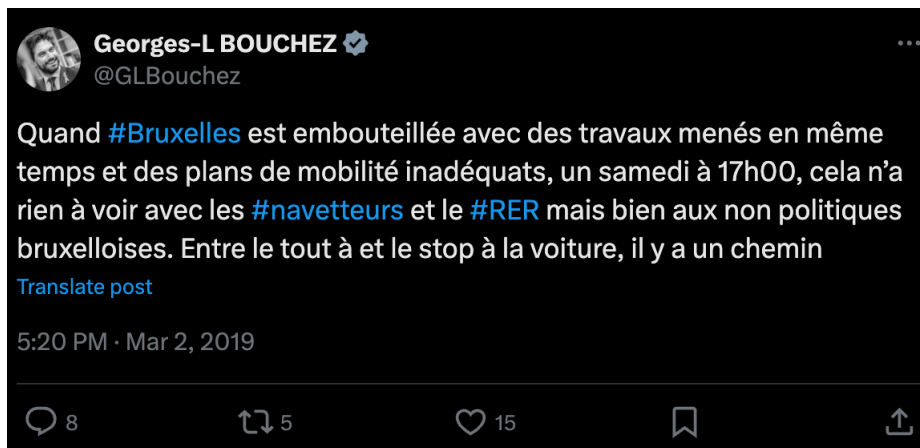 Georges-L BOUCHEZ
@GLBouchez
Quand #Bruxelles est embouteillée avec des travaux menés en même
temps et des plans de mobilité inadéquats, un samedi à 17h00, cela n’a
rien à voir avec les #navetteurs et le #RER mais bien aux non politiques
bruxelloises. Entre le tout à et le stop à la voiture, il y a un chemin
Translate post
5:20 PM · Mar 2, 2019
8 5 15